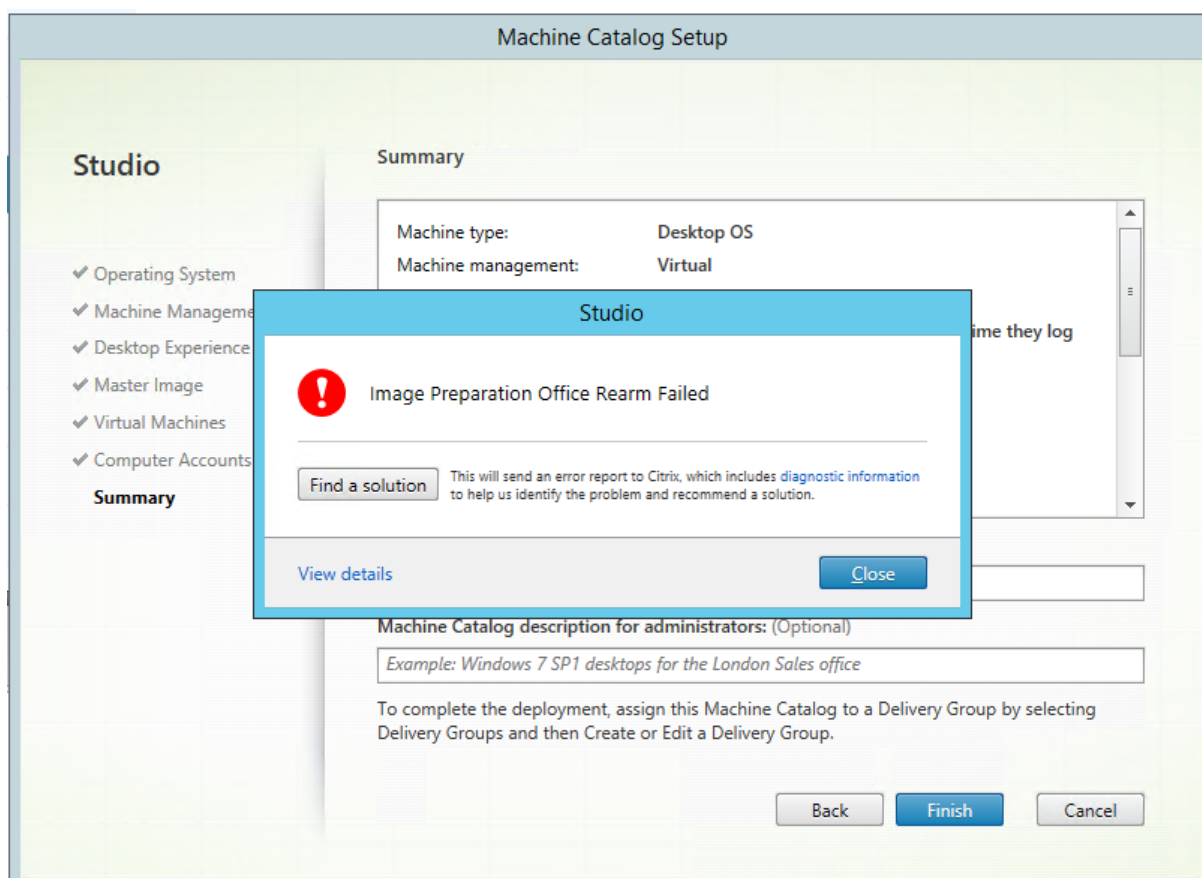 Machine Catalog Setup
Studio
✔ Operating System
✔ Machine Manageme
✔ Desktop Experience
✔ Master Image
✔ Virtual Machines
✔ Computer Accounts
Summary
Summary
Machine type: Desktop OS
Machine management: Virtual
ime they log
Studio
Image Preparation Office Rearm Failed
Find a solution
This will send an error report to Citrix, which includes diagnostic information
to help us identify the problem and recommend a solution.
View details
Close
Machine Catalog description for administrators: (Optional)
Example: Windows 7 SP1 desktops for the London Sales office
To complete the deployment, assign this Machine Catalog to a Delivery Group by selecting
Delivery Groups and then Create or Edit a Delivery Group.
Back Finish Cancel